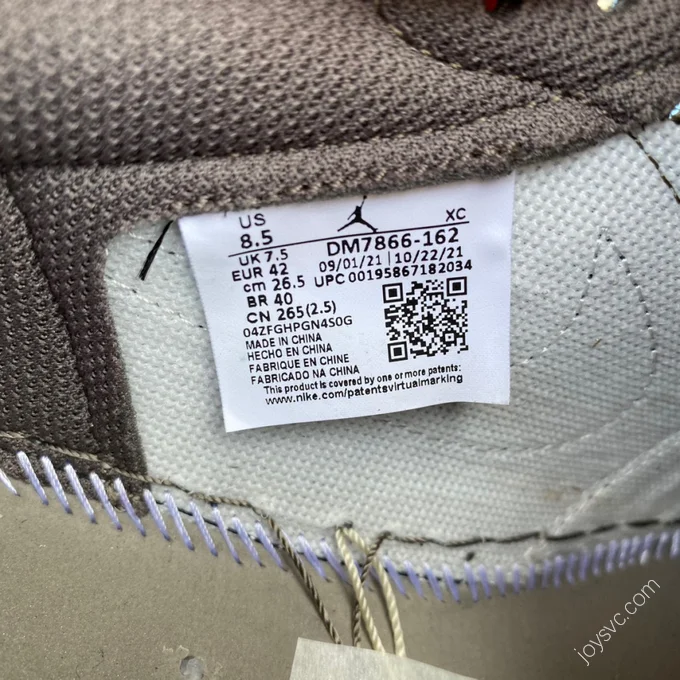 US
8.5
UK 7.5
EUR 42
cm 26.5
BR 40
CN 265(2.5)
04ZFGHPGN4S0G
XC
DM7866-162
09/01/21 | 10/22/21
UPC 00195867182034
MADE IN CHINA
HECHO EN CHINA
FABRIQUE EN CHINE
FABRICADO NA CHINA
This product is covered by one or more patents:
www.nike.com/patentsvirtualmarking
joysvc.com